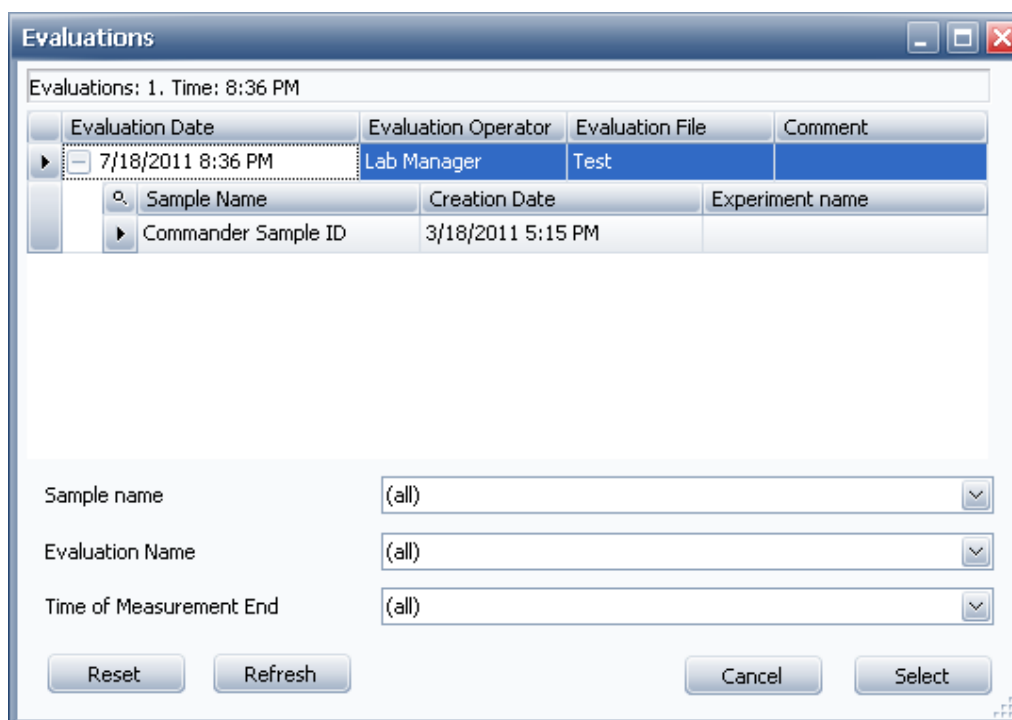 Evaluations
Evaluations: 1. Time: 8:36 PM
Evaluation Date Evaluation Operator Evaluation File Comment
7/18/2011 8:36 PM Lab Manager Test
Sample Name Creation Date Experiment name
Commander Sample ID 3/18/2011 5:15 PM
Sample name (all)
Evaluation Name (all)
Time of Measurement End (all)
Reset Refresh Cancel Select